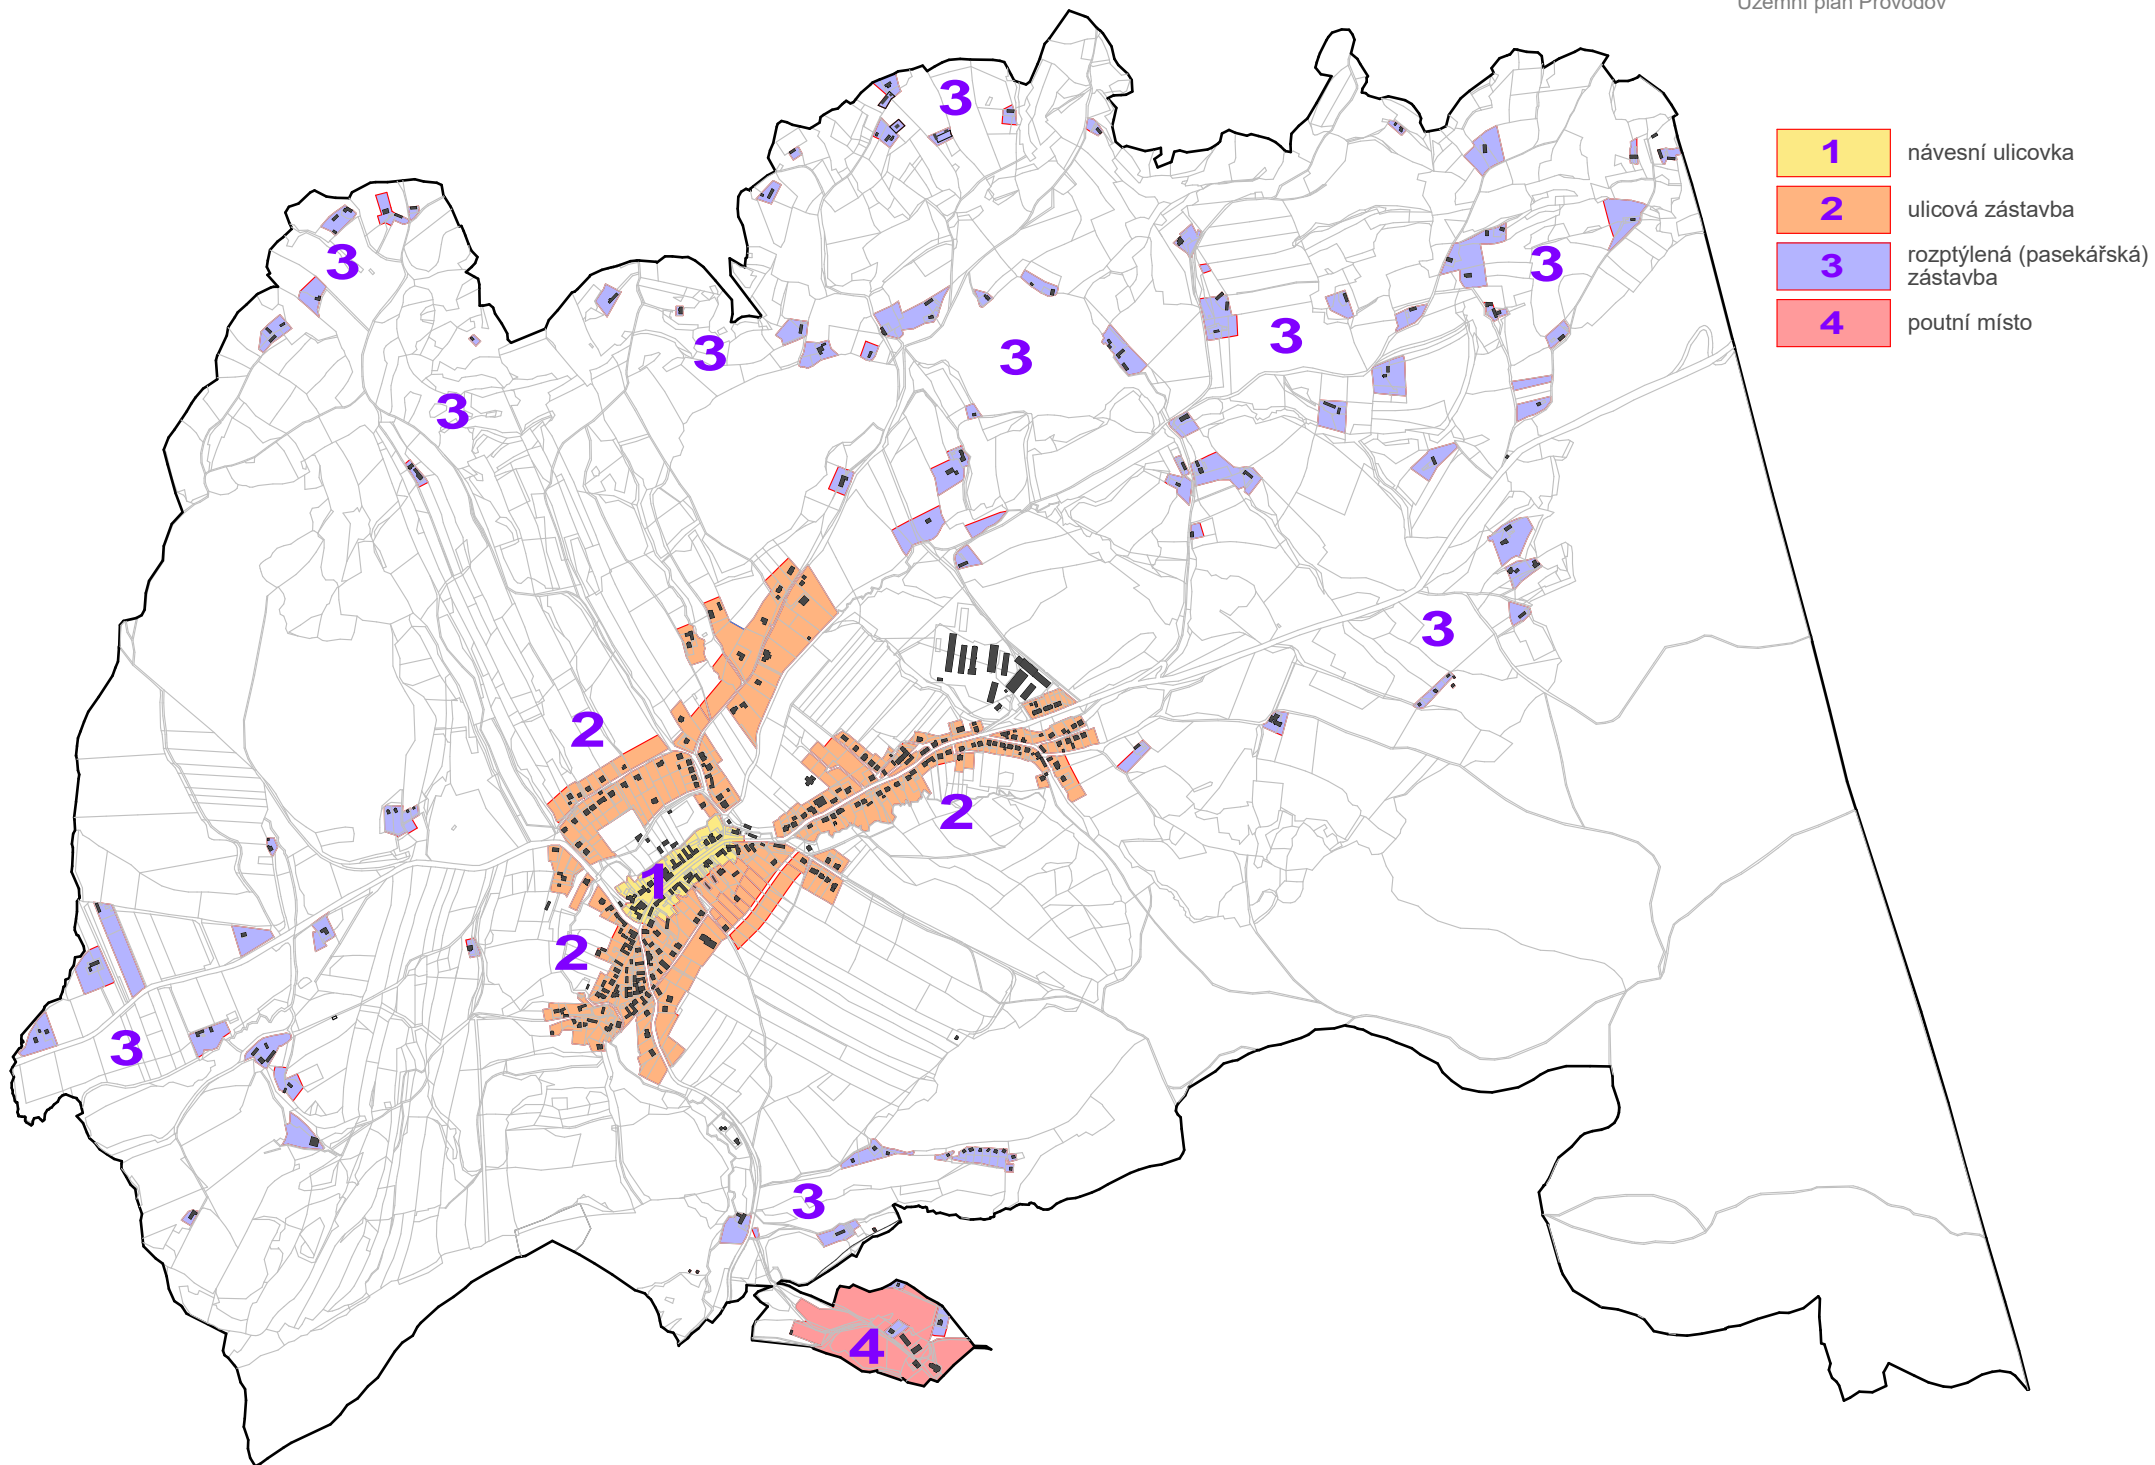 Územní plán Provodov
3
1 návesní ulicovka
2 ulicová zástavba
3 rozptýlená (pasekářská)
zástavba
4 poutní místo
3
3
3
3
3
3
3
2
2
1
2
3
3
4